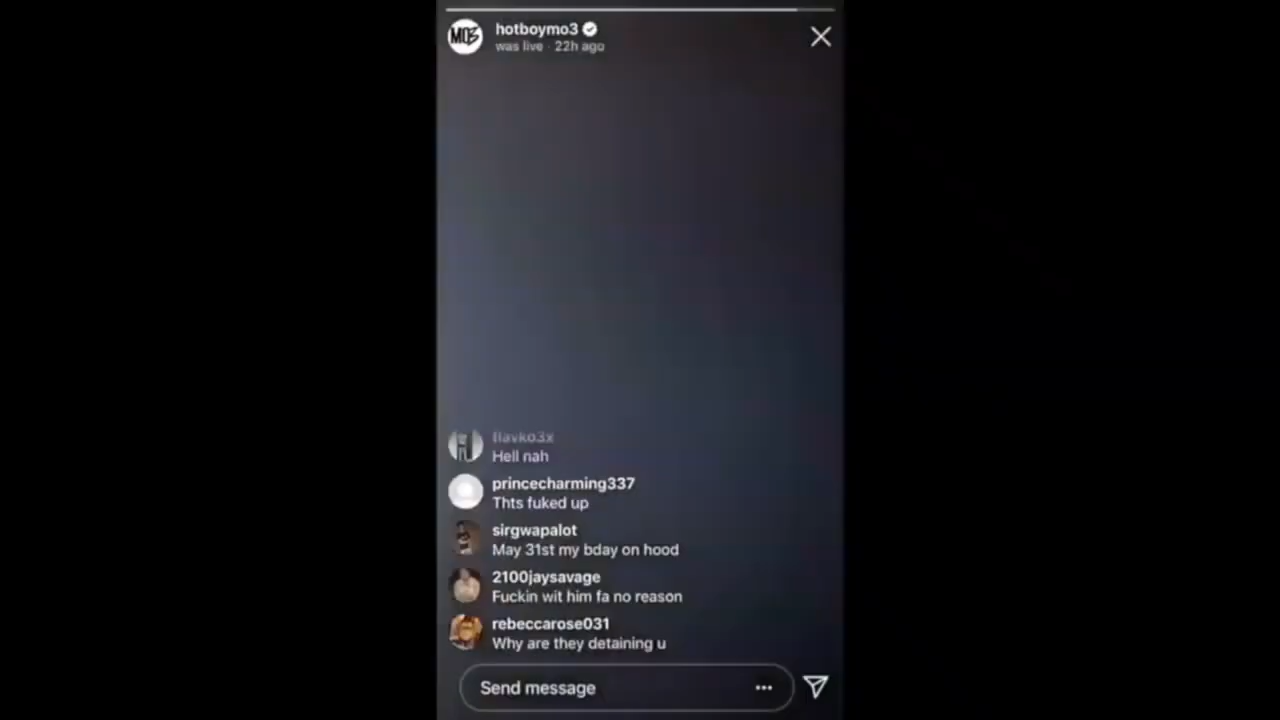 MO3
hotboymo3
was live · 22h ago
Hell nah
princecharming337
Thts fuked up
sirgwapalot
May 31st my bday on hood
2100jaysavage
Fuckin wit him fa no reason
rebeccarose031
Why are they detaining u
Send message